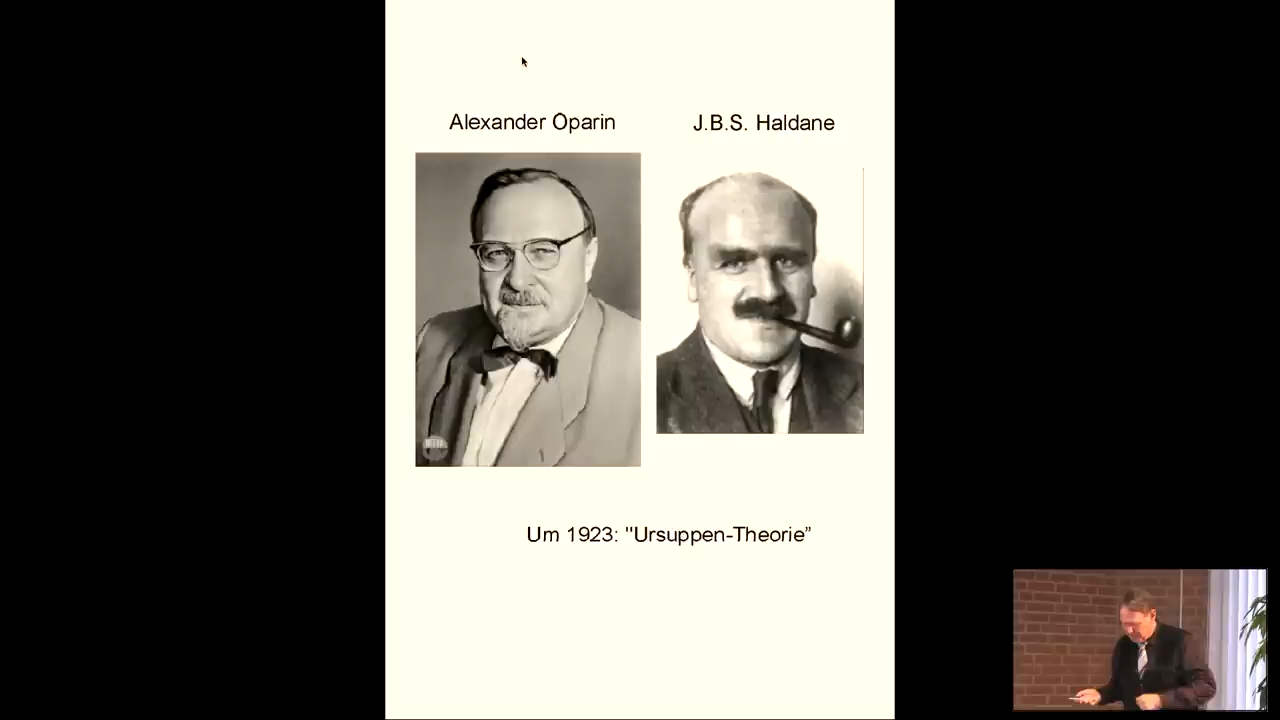 Alexander Oparin
J.B.S. Haldane
Um 1923: "Ursuppen-Theorie”